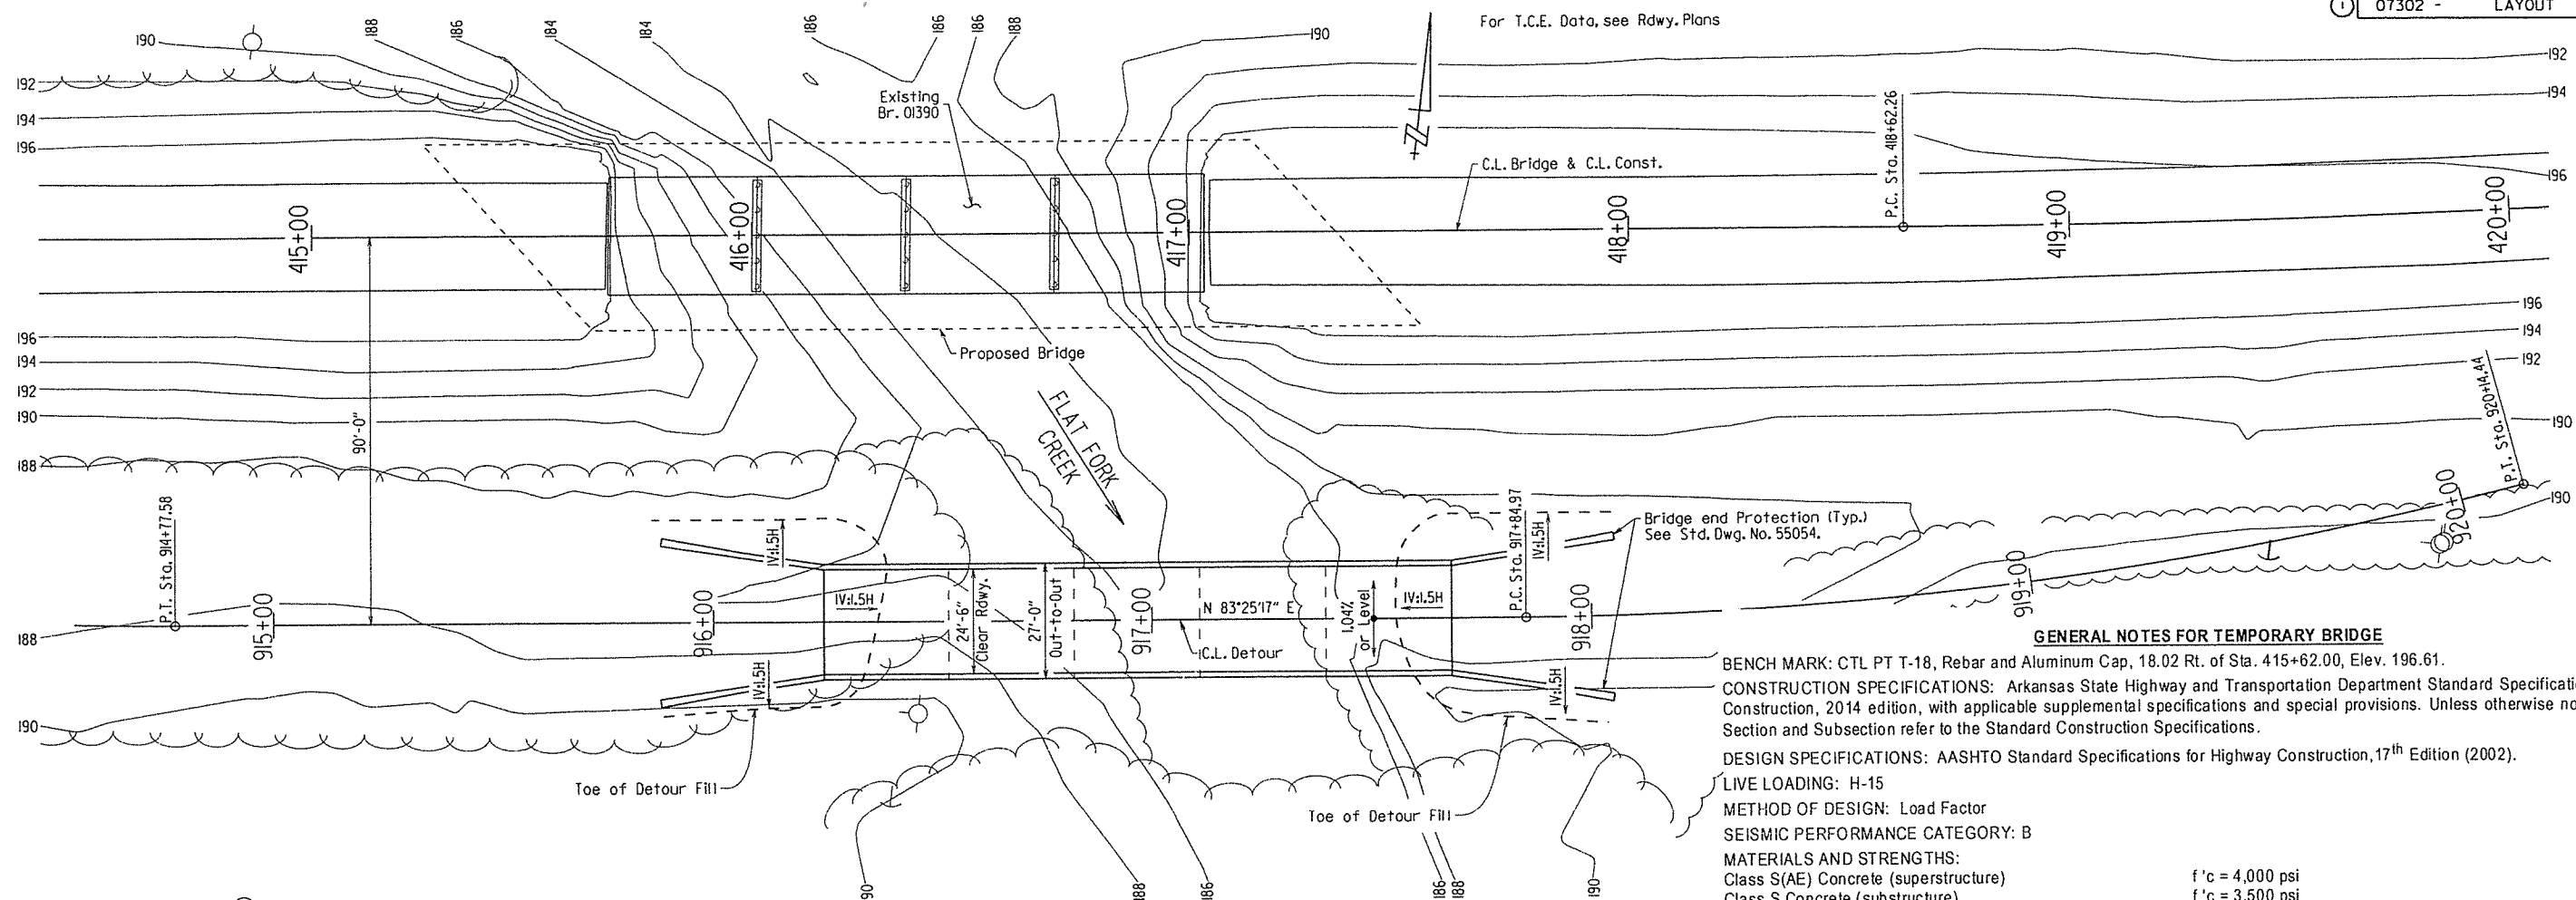 ① 07302 - LAYOUT
For T.C.E. Data, see Rdwy. Plans
190
188
186
184
184
186
186
186
188
190
192
194
196
192
194
196
Existing
Br. 01390
C.L. Bridge & C.L. Const.
P.C. Sta. 418+62.26
415+00
416+00
417+00
418+00
419+00
420+00
196
194
192
190
188
196
194
192
190
190
90'-0"
Proposed Bridge
FLAT FORK
CREEK
P.T. Sta. 920+14.44
P.T. Sta. 914+77.58
P.C. Sta. 917+84.97
Bridge end Protection (Typ.)
See Std. Dwg. No. 55054.
1V:1.5H
1V:1.5H
1V:1.5H
1V:1.5H
1V:1.5H
1V:1.5H
24'-6"
Clear Rdwy.
27'-0"
Out-to-Out
N 83°25'17" E
1.04%
or Level
C.L. Detour
915+00
916+00
917+00
918+00
919+00
920+00
188
190
Toe of Detour Fill
Toe of Detour Fill
190
188
186
186
188
190
GENERAL NOTES FOR TEMPORARY BRIDGE
BENCH MARK: CTL PT T-18, Rebar and Aluminum Cap, 18.02 Rt. of Sta. 415+62.00, Elev. 196.61.
CONSTRUCTION SPECIFICATIONS: Arkansas State Highway and Transportation Department Standard Specificati
Construction, 2014 edition, with applicable supplemental specifications and special provisions. Unless otherwise no
Section and Subsection refer to the Standard Construction Specifications.
DESIGN SPECIFICATIONS: AASHTO Standard Specifications for Highway Construction, 17th Edition (2002).
LIVE LOADING: H-15
METHOD OF DESIGN: Load Factor
SEISMIC PERFORMANCE CATEGORY: B
MATERIALS AND STRENGTHS:
Class S(AE) Concrete (superstructure) f'c = 4,000 psi
Class S Concrete (substructure) f'c = 3,500 psi